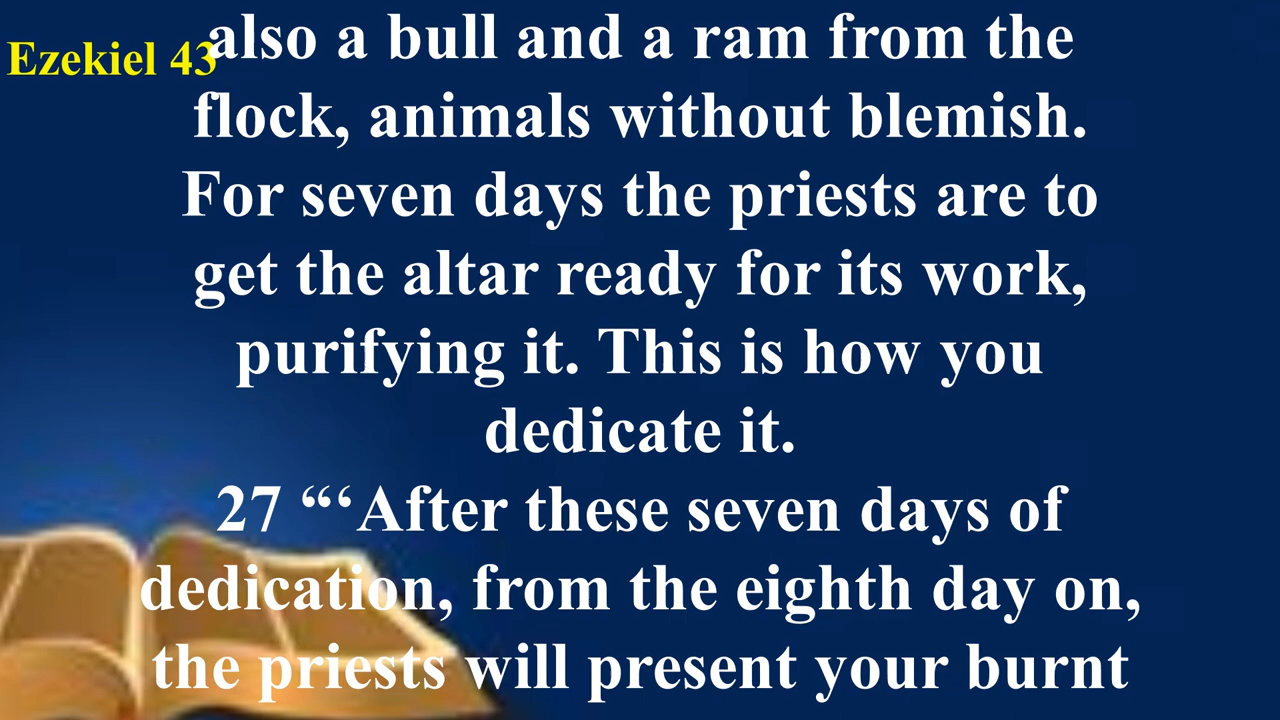 Ezekiel 43
also a bull and a ram from the
flock, animals without blemish.
For seven days the priests are to
get the altar ready for its work,
purifying it. This is how you
dedicate it.
27 “‘After these seven days of
dedication, from the eighth day on,
the priests will present your burnt